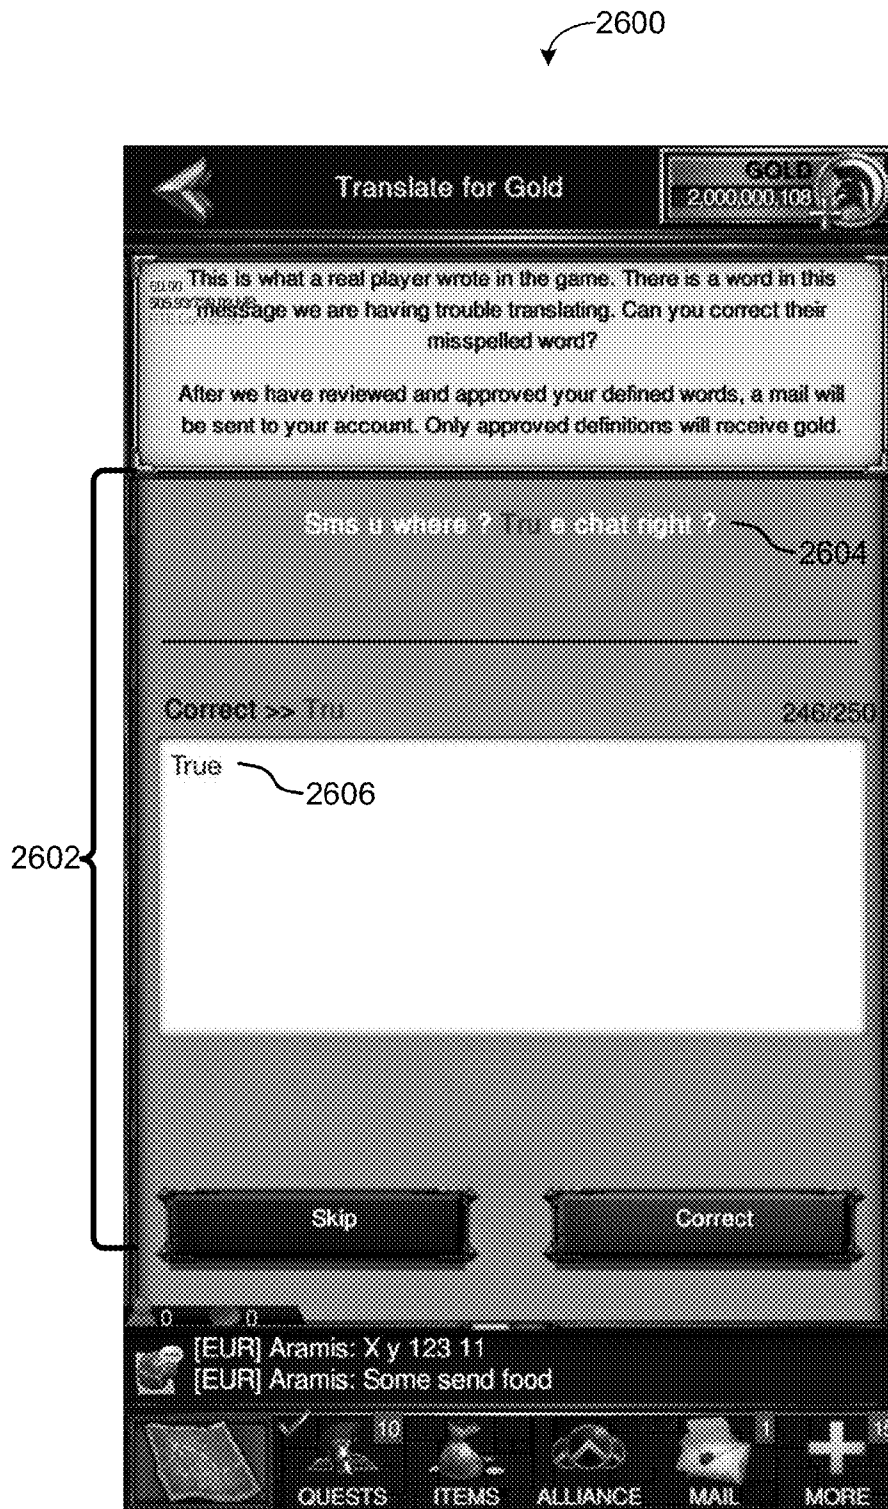 2600
Translate for Gold
GOLD
2,000,000,108
This is what a real player wrote in the game. There is a word in this
message we are having trouble translating. Can you correct their
misspelled word?
After we have reviewed and approved your defined words, a mail will
be sent to your account. Only approved definitions will receive gold.
Sms u where ? Tru e chat right ?
2604
Correct >> Tru
246/250
True
2606
2602
Skip
Correct
0 0
[EUR] Aramis: X y 123 11
[EUR] Aramis: Some send food
10 1
QUESTS ITEMS ALLIANCE MAIL MORE